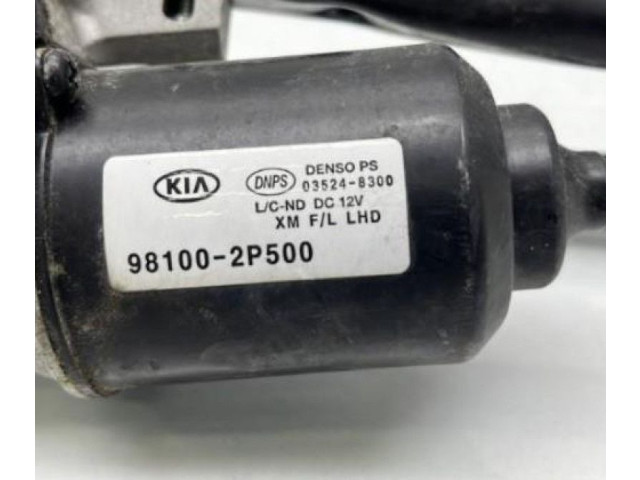 KIA DNPS DENSO PS
03524-8300
L/C-ND DC 12V
XM F/L LHD
98100-2P500